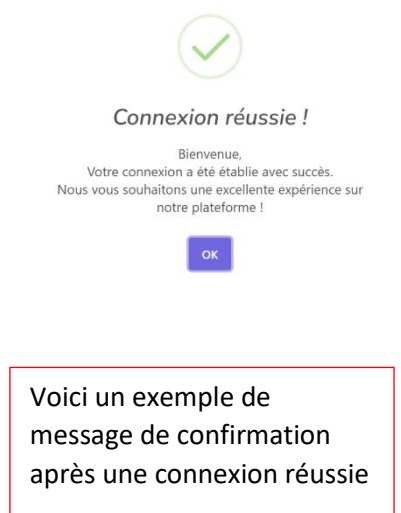 Connexion réussie !
Bienvenue,
Votre connexion a été établie avec succès.
Nous vous souhaitons une excellente expérience sur
notre plateforme !
OK
Voici un exemple de
message de confirmation
après une connexion réussie